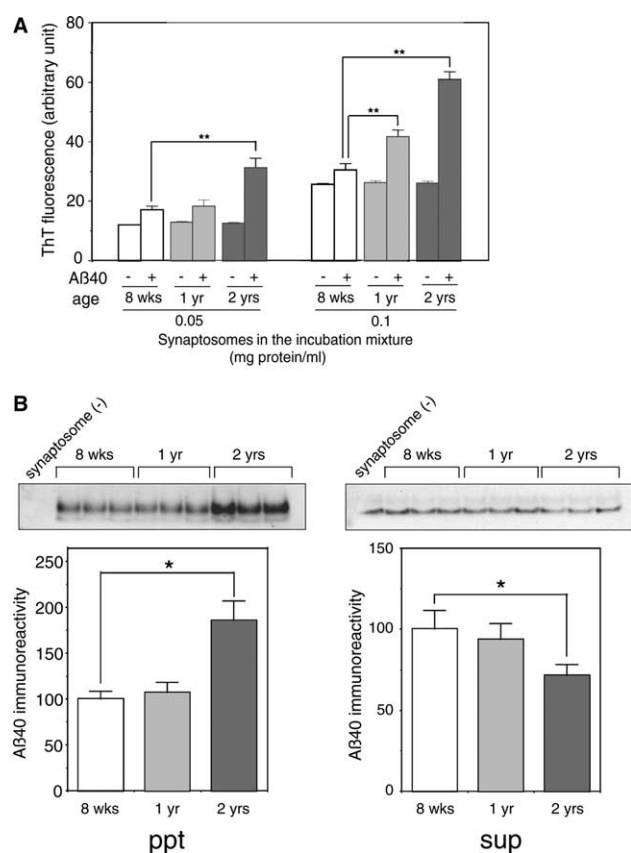 A
ThT fluorescence (arbitrary unit)
80
60
40
20
0
**
**
**
Aß40 - + - + - + - + - + - +
age 8 wks 1 yr 2 yrs 8 wks 1 yr 2 yrs
0.05 0.1
Synaptosomes in the incubation mixture
(mg protein/ml)
B
synaptosome (-)
8 wks 1 yr 2 yrs
synaptosome (-)
8 wks 1 yr 2 yrs
Aß40 immunoreactivity
250
200
150
100
50
0
*
8 wks 1 yr 2 yrs
ppt
Aß40 immunoreactivity
150
100
50
0
*
8 wks 1 yr 2 yrs
sup